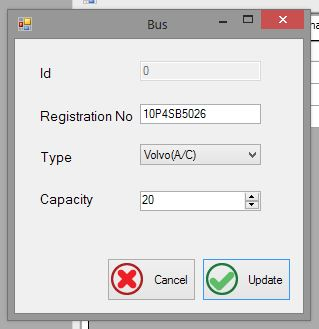 Bus
Id 0
Registration No 10P4SB5026
Type Volvo(A/C)
Capacity 20
Cancel Update